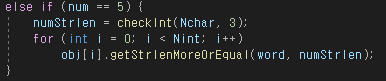 else if (num == 5) {
    numStrlen = checkInt(Nchar, 3);
    for (int i = 0; i < Nint; i++)
        obj[i].getStrlenMoreOrEqual(word, numStrlen);
}